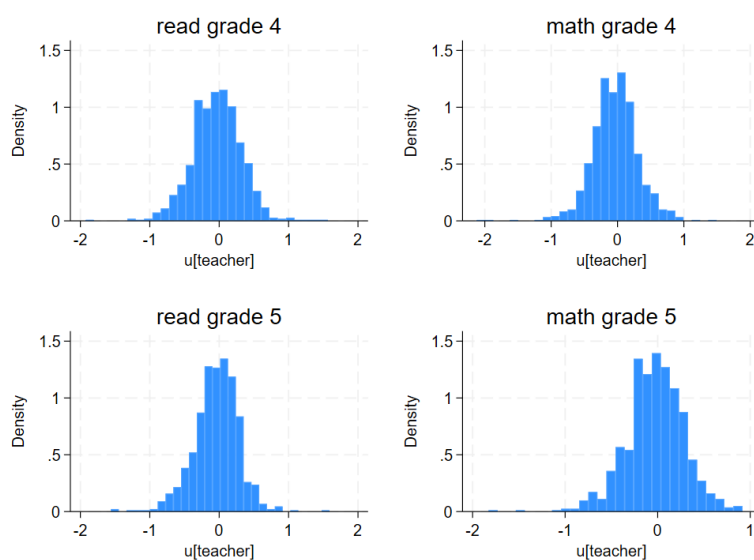 read grade 4
1.5
1
.5
0
Density
-2 -1 0 1 2
u[teacher]
math grade 4
1.5
1
.5
0
Density
-2 -1 0 1 2
u[teacher]
read grade 5
1.5
1
.5
0
Density
-2 -1 0 1 2
u[teacher]
math grade 5
1.5
1
.5
0
Density
-2 -1 0 1
u[teacher]